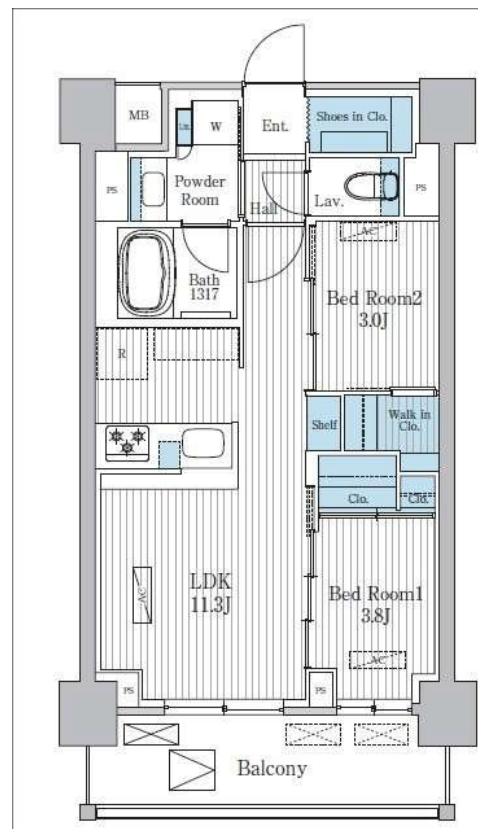 MB
W
Ent.
Shoes in Clo.
PS
Powder
Room
Hall
Lav.
PS
AC
Bath
1317
Bed Room2
3.0J
R
Shelf
Walk in
Clo.
Clo.
Clo.
LDK
11.3J
AC
Bed Room1
3.8J
AC
PS
PS
Balcony